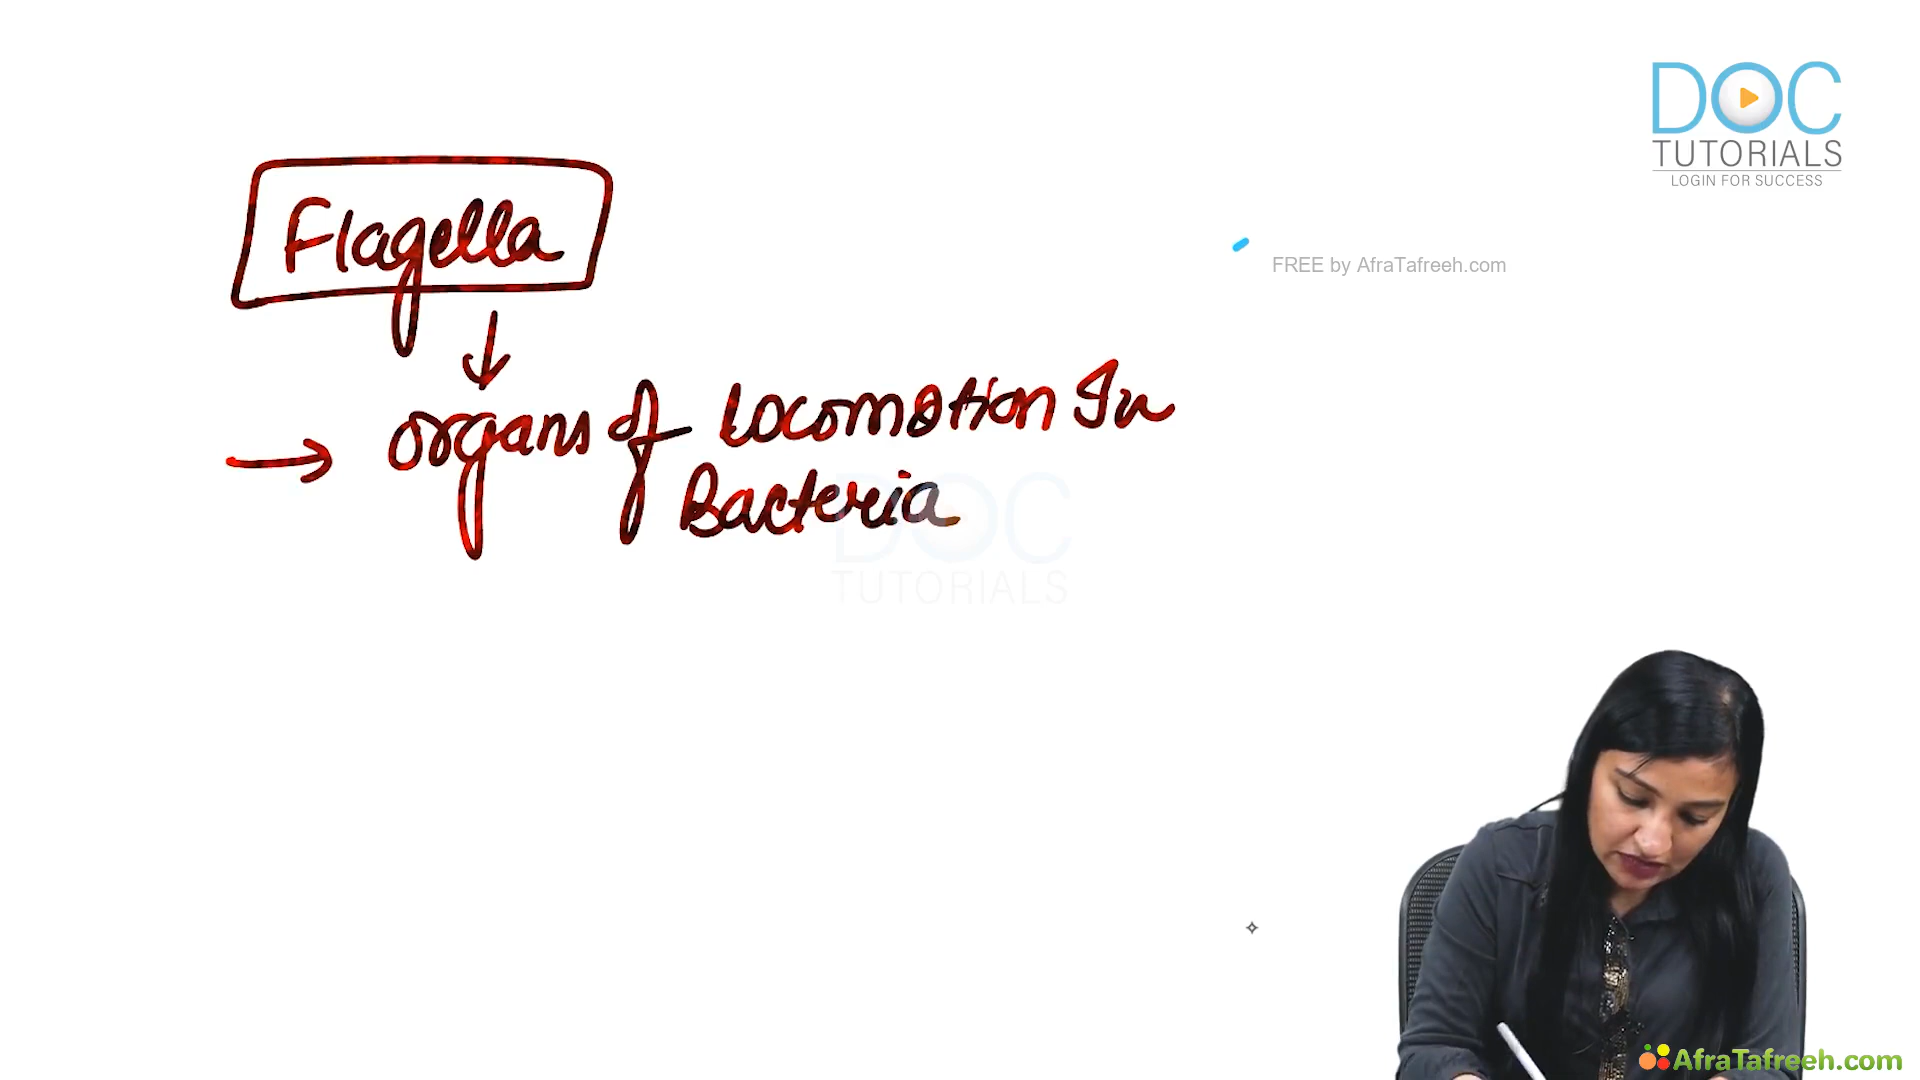 DOC
TUTORIALS
LOGIN FOR SUCCESS
Flagella
FREE by AfraTafreeh.com
organs of locomotion In
Bacteria
DOC
TUTORIALS
AfraTafreeh.com